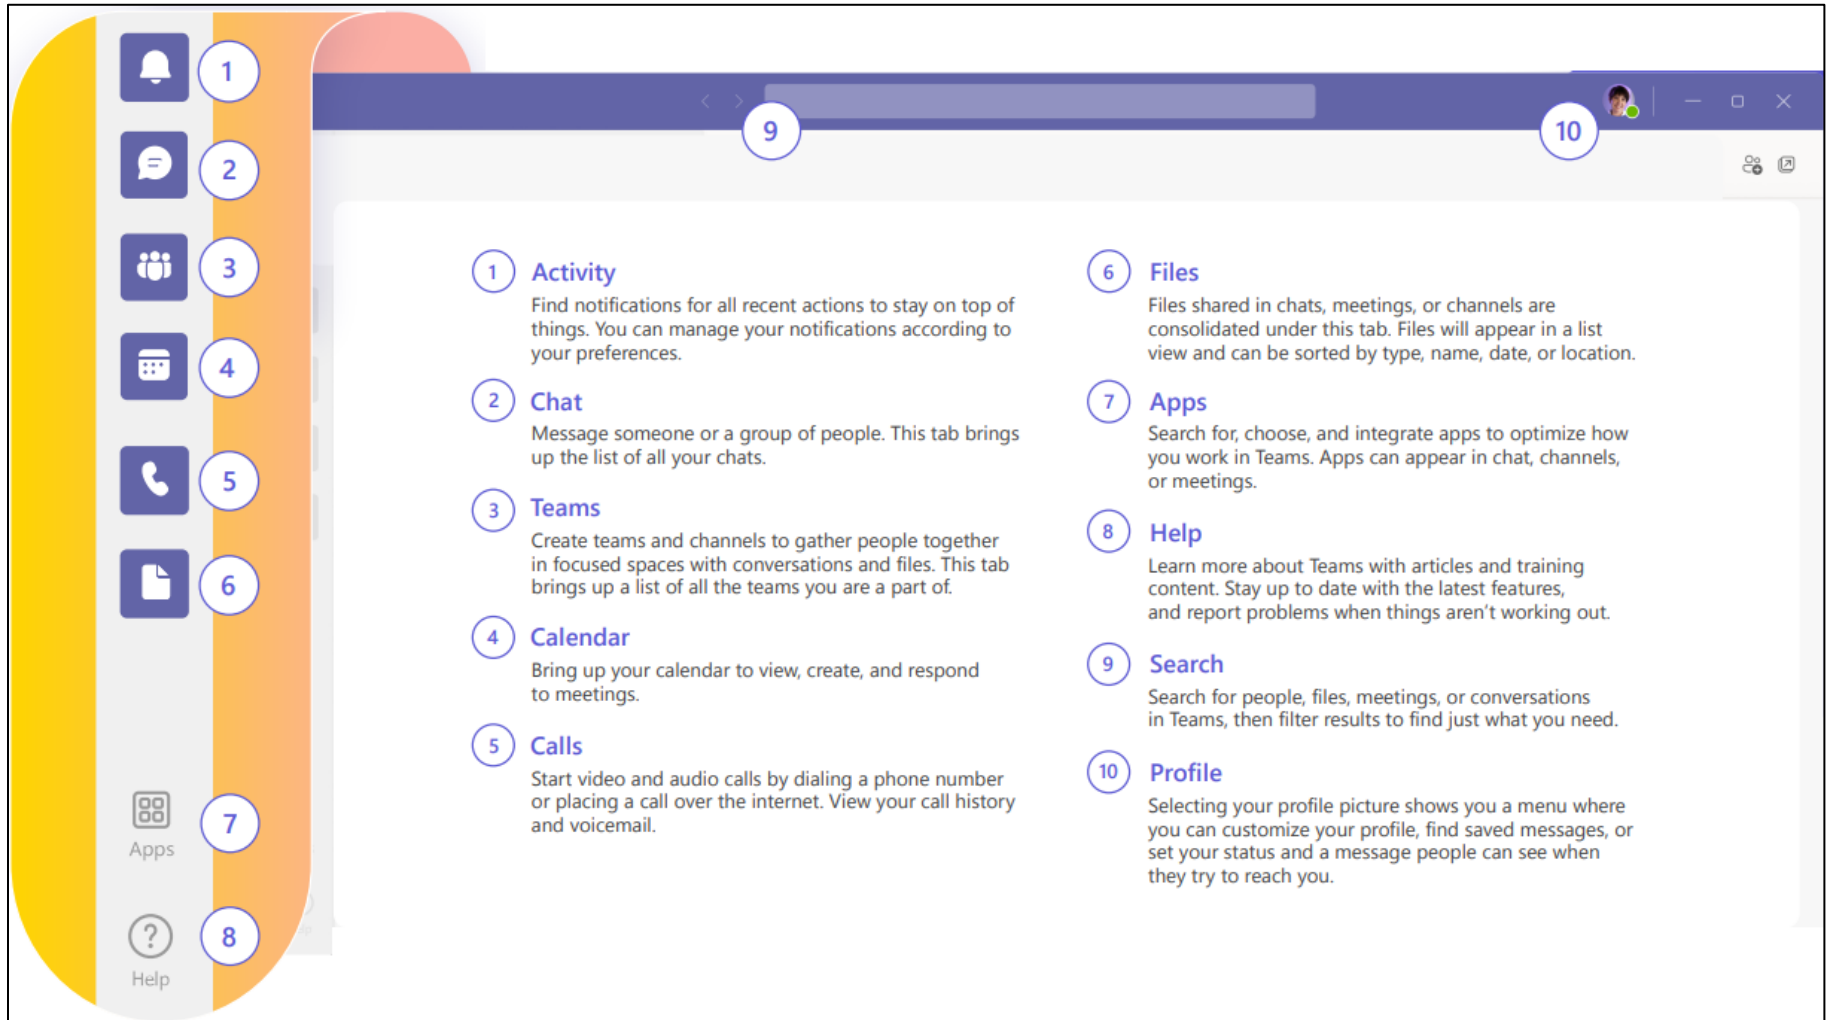 1
2
3
4
5
6
7
Apps
8
Help
9
10
1 Activity
Find notifications for all recent actions to stay on top of
things. You can manage your notifications according to
your preferences.
2 Chat
Message someone or a group of people. This tab brings
up the list of all your chats.
3 Teams
Create teams and channels to gather people together
in focused spaces with conversations and files. This tab
brings up a list of all the teams you are a part of.
4 Calendar
Bring up your calendar to view, create, and respond
to meetings.
5 Calls
Start video and audio calls by dialing a phone number
or placing a call over the internet. View your call history
and voicemail.
6 Files
Files shared in chats, meetings, or channels are
consolidated under this tab. Files will appear in a list
view and can be sorted by type, name, date, or location.
7 Apps
Search for, choose, and integrate apps to optimize how
you work in Teams. Apps can appear in chat, channels,
or meetings.
8 Help
Learn more about Teams with articles and training
content. Stay up to date with the latest features,
and report problems when things aren't working out.
9 Search
Search for people, files, meetings, or conversations
in Teams, then filter results to find just what you need.
10 Profile
Selecting your profile picture shows you a menu where
you can customize your profile, find saved messages, or
set your status and a message people can see when
they try to reach you.